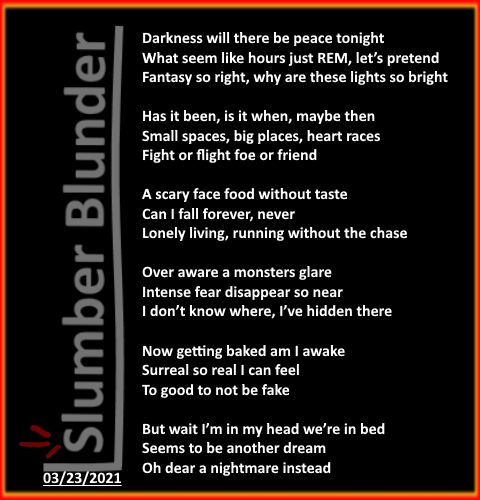 Slumber Blunder
03/23/2021
Darkness will there be peace tonight
What seem like hours just REM, let’s pretend
Fantasy so right, why are these lights so bright
Has it been, is it when, maybe then
Small spaces, big places, heart races
Fight or flight foe or friend
A scary face food without taste
Can I fall forever, never
Lonely living, running without the chase
Over aware a monsters glare
Intense fear disappear so near
I don’t know where, I’ve hidden there
Now getting baked am I awake
Surreal so real I can feel
To good to not be fake
But wait I’m in my head we’re in bed
Seems to be another dream
Oh dear a nightmare instead